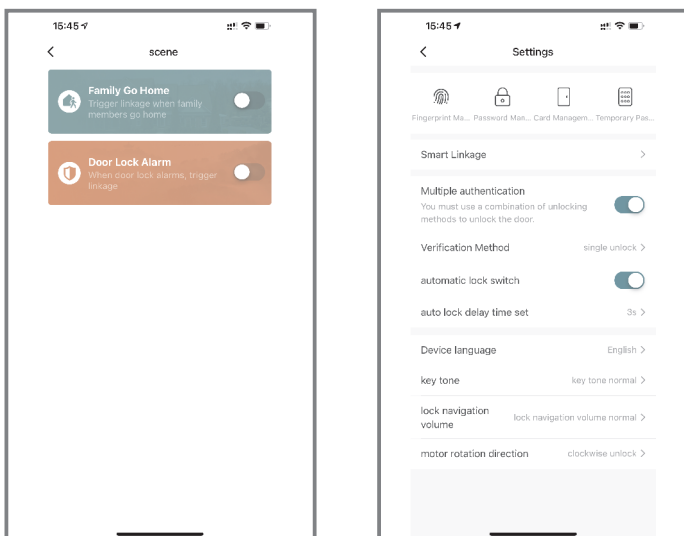 15:45
scene
Family Go Home
Trigger linkage when family
members go home
Door Lock Alarm
When door lock alarms, trigger
linkage
15:45
Settings
Fingerprint Ma... Password Man... Card Managem... Temporary Pas...
Smart Linkage
Multiple authentication
You must use a combination of unlocking
methods to unlock the door.
Verification Method single unlock
automatic lock switch
auto lock delay time set 3s
Device language English
key tone key tone normal
lock navigation
volume
lock navigation volume normal
motor rotation direction clockwise unlock